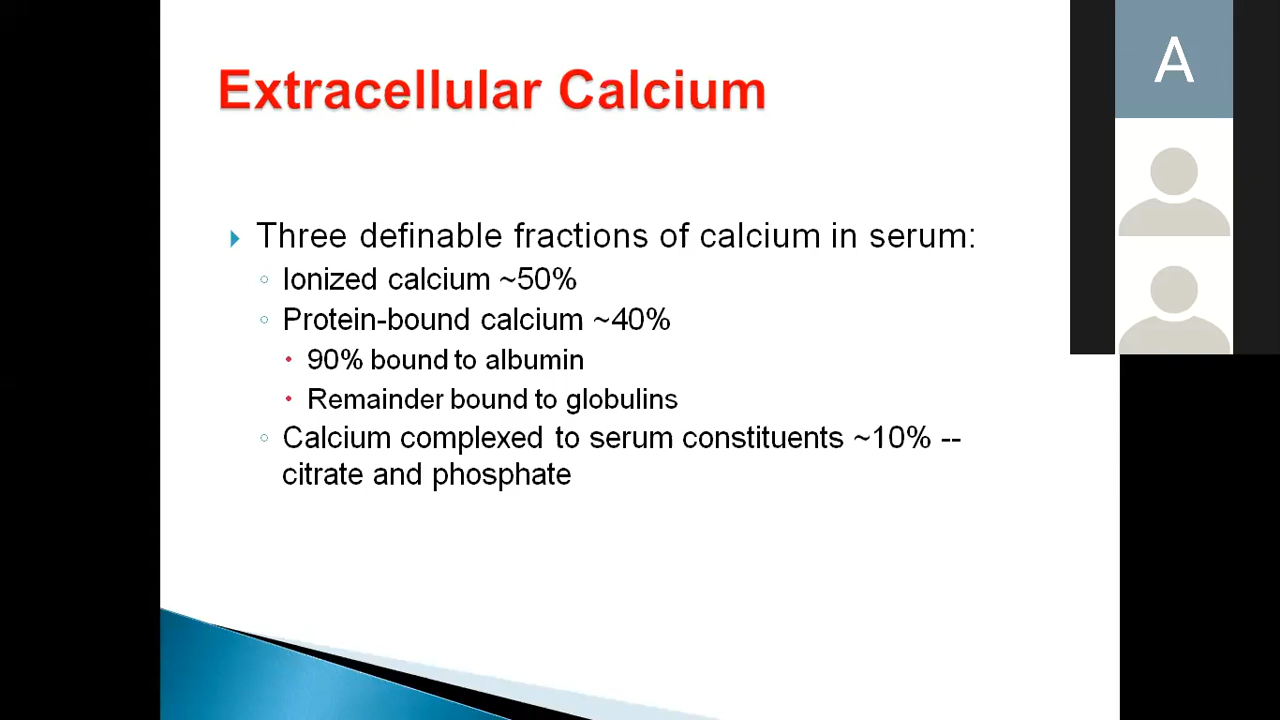 Extracellular Calcium
A
Three definable fractions of calcium in serum:
Ionized calcium ~50%
Protein-bound calcium ~40%
90% bound to albumin
Remainder bound to globulins
Calcium complexed to serum constituents ~10% --
citrate and phosphate